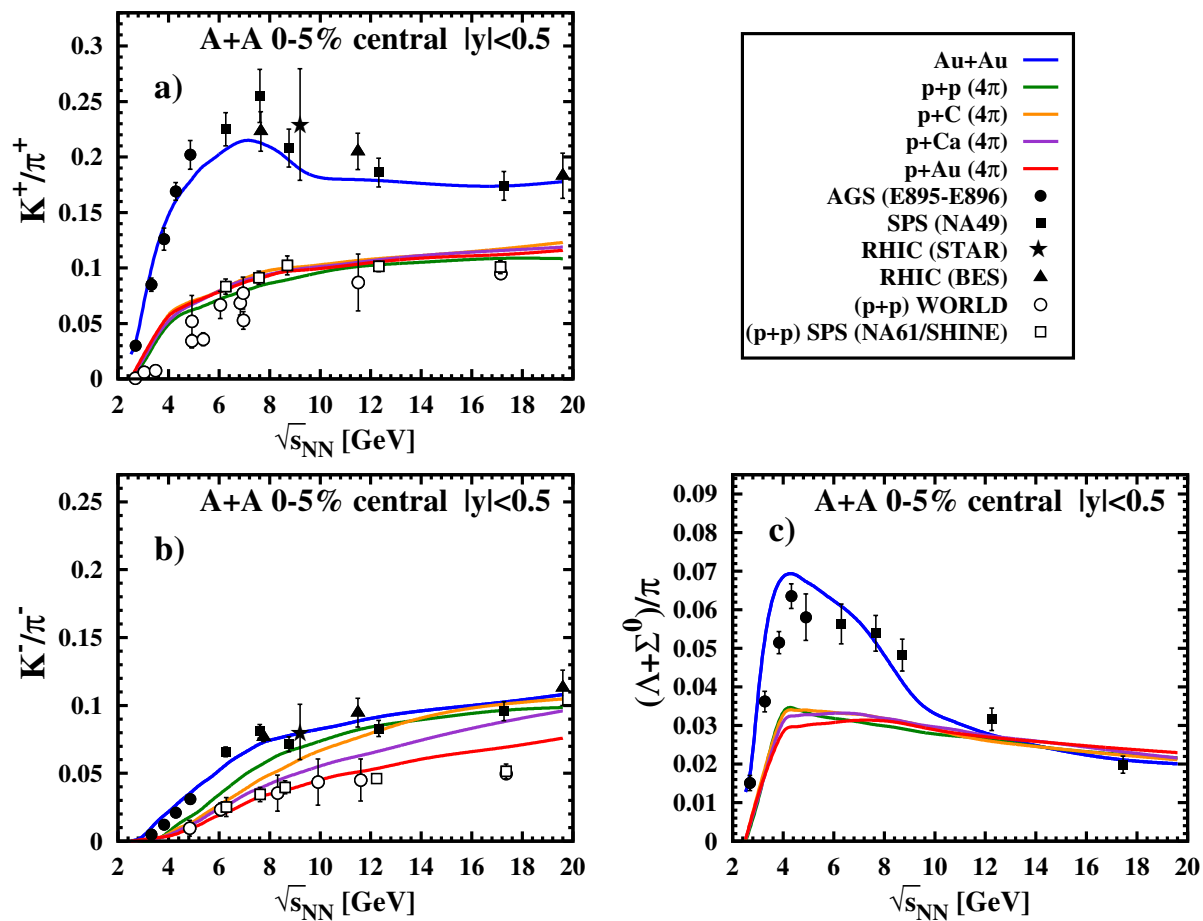 A+A 0-5% central |y|<0.5
a)
K⁺/π⁺
0.3
0.25
0.2
0.15
0.1
0.05
0
2 4 6 8 10 12 14 16 18 20
√sNN [GeV]
Au+Au
p+p (4π)
p+C (4π)
p+Ca (4π)
p+Au (4π)
AGS (E895-E896)
SPS (NA49)
RHIC (STAR)
RHIC (BES)
(p+p) WORLD
(p+p) SPS (NA61/SHINE)
A+A 0-5% central |y|<0.5
b)
K⁻/π⁻
0.25
0.2
0.15
0.1
0.05
0
2 4 6 8 10 12 14 16 18 20
√sNN [GeV]
A+A 0-5% central |y|<0.5
c)
(Λ+Σ⁰)/π
0.09
0.08
0.07
0.06
0.05
0.04
0.03
0.02
0.01
0
2 4 6 8 10 12 14 16 18 20
√sNN [GeV]